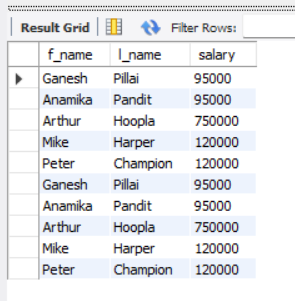 Result Grid Filter Rows:
f_name l_name salary
Ganesh Pillai 95000
Anamika Pandit 95000
Arthur Hoopla 750000
Mike Harper 120000
Peter Champion 120000
Ganesh Pillai 95000
Anamika Pandit 95000
Arthur Hoopla 750000
Mike Harper 120000
Peter Champion 120000